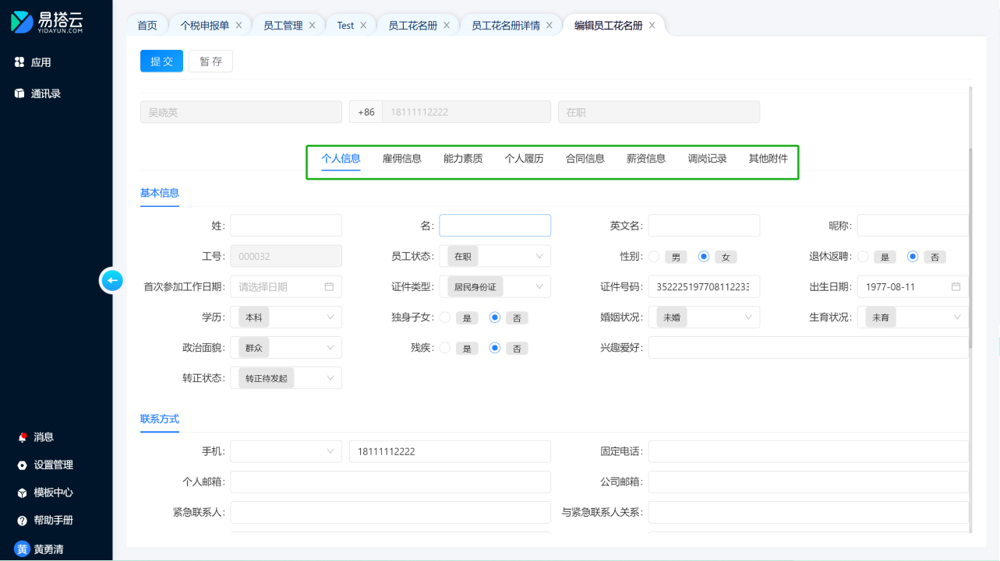 易搭云
YIDAYUN.COM
首页 个税申报单 员工管理 Test 员工花名册 员工花名册详情 编辑员工花名册
应用
通讯录
提 交 暂 存
吴晓英 +86 18111112222 在职
个人信息 雇佣信息 能力素质 个人履历 合同信息 薪资信息 调岗记录 其他附件
基本信息
姓: 名: 英文名: 昵称:
工号: 000032 员工状态: 在职 性别: 男 女 退休返聘: 是 否
首次参加工作日期: 请选择日期 证件类型: 居民身份证 证件号码: 35222519770811223 出生日期: 1977-08-11
学历: 本科 独身子女: 是 否 婚姻状况: 未婚 生育状况: 未育
政治面貌: 群众 残疾: 是 否 兴趣爱好:
转正状态: 转正待发起
联系方式
手机: 18111112222 固定电话:
个人邮箱: 公司邮箱:
紧急联系人: 与紧急联系人关系:
消息
设置管理
模板中心
帮助手册
黄 黄勇清